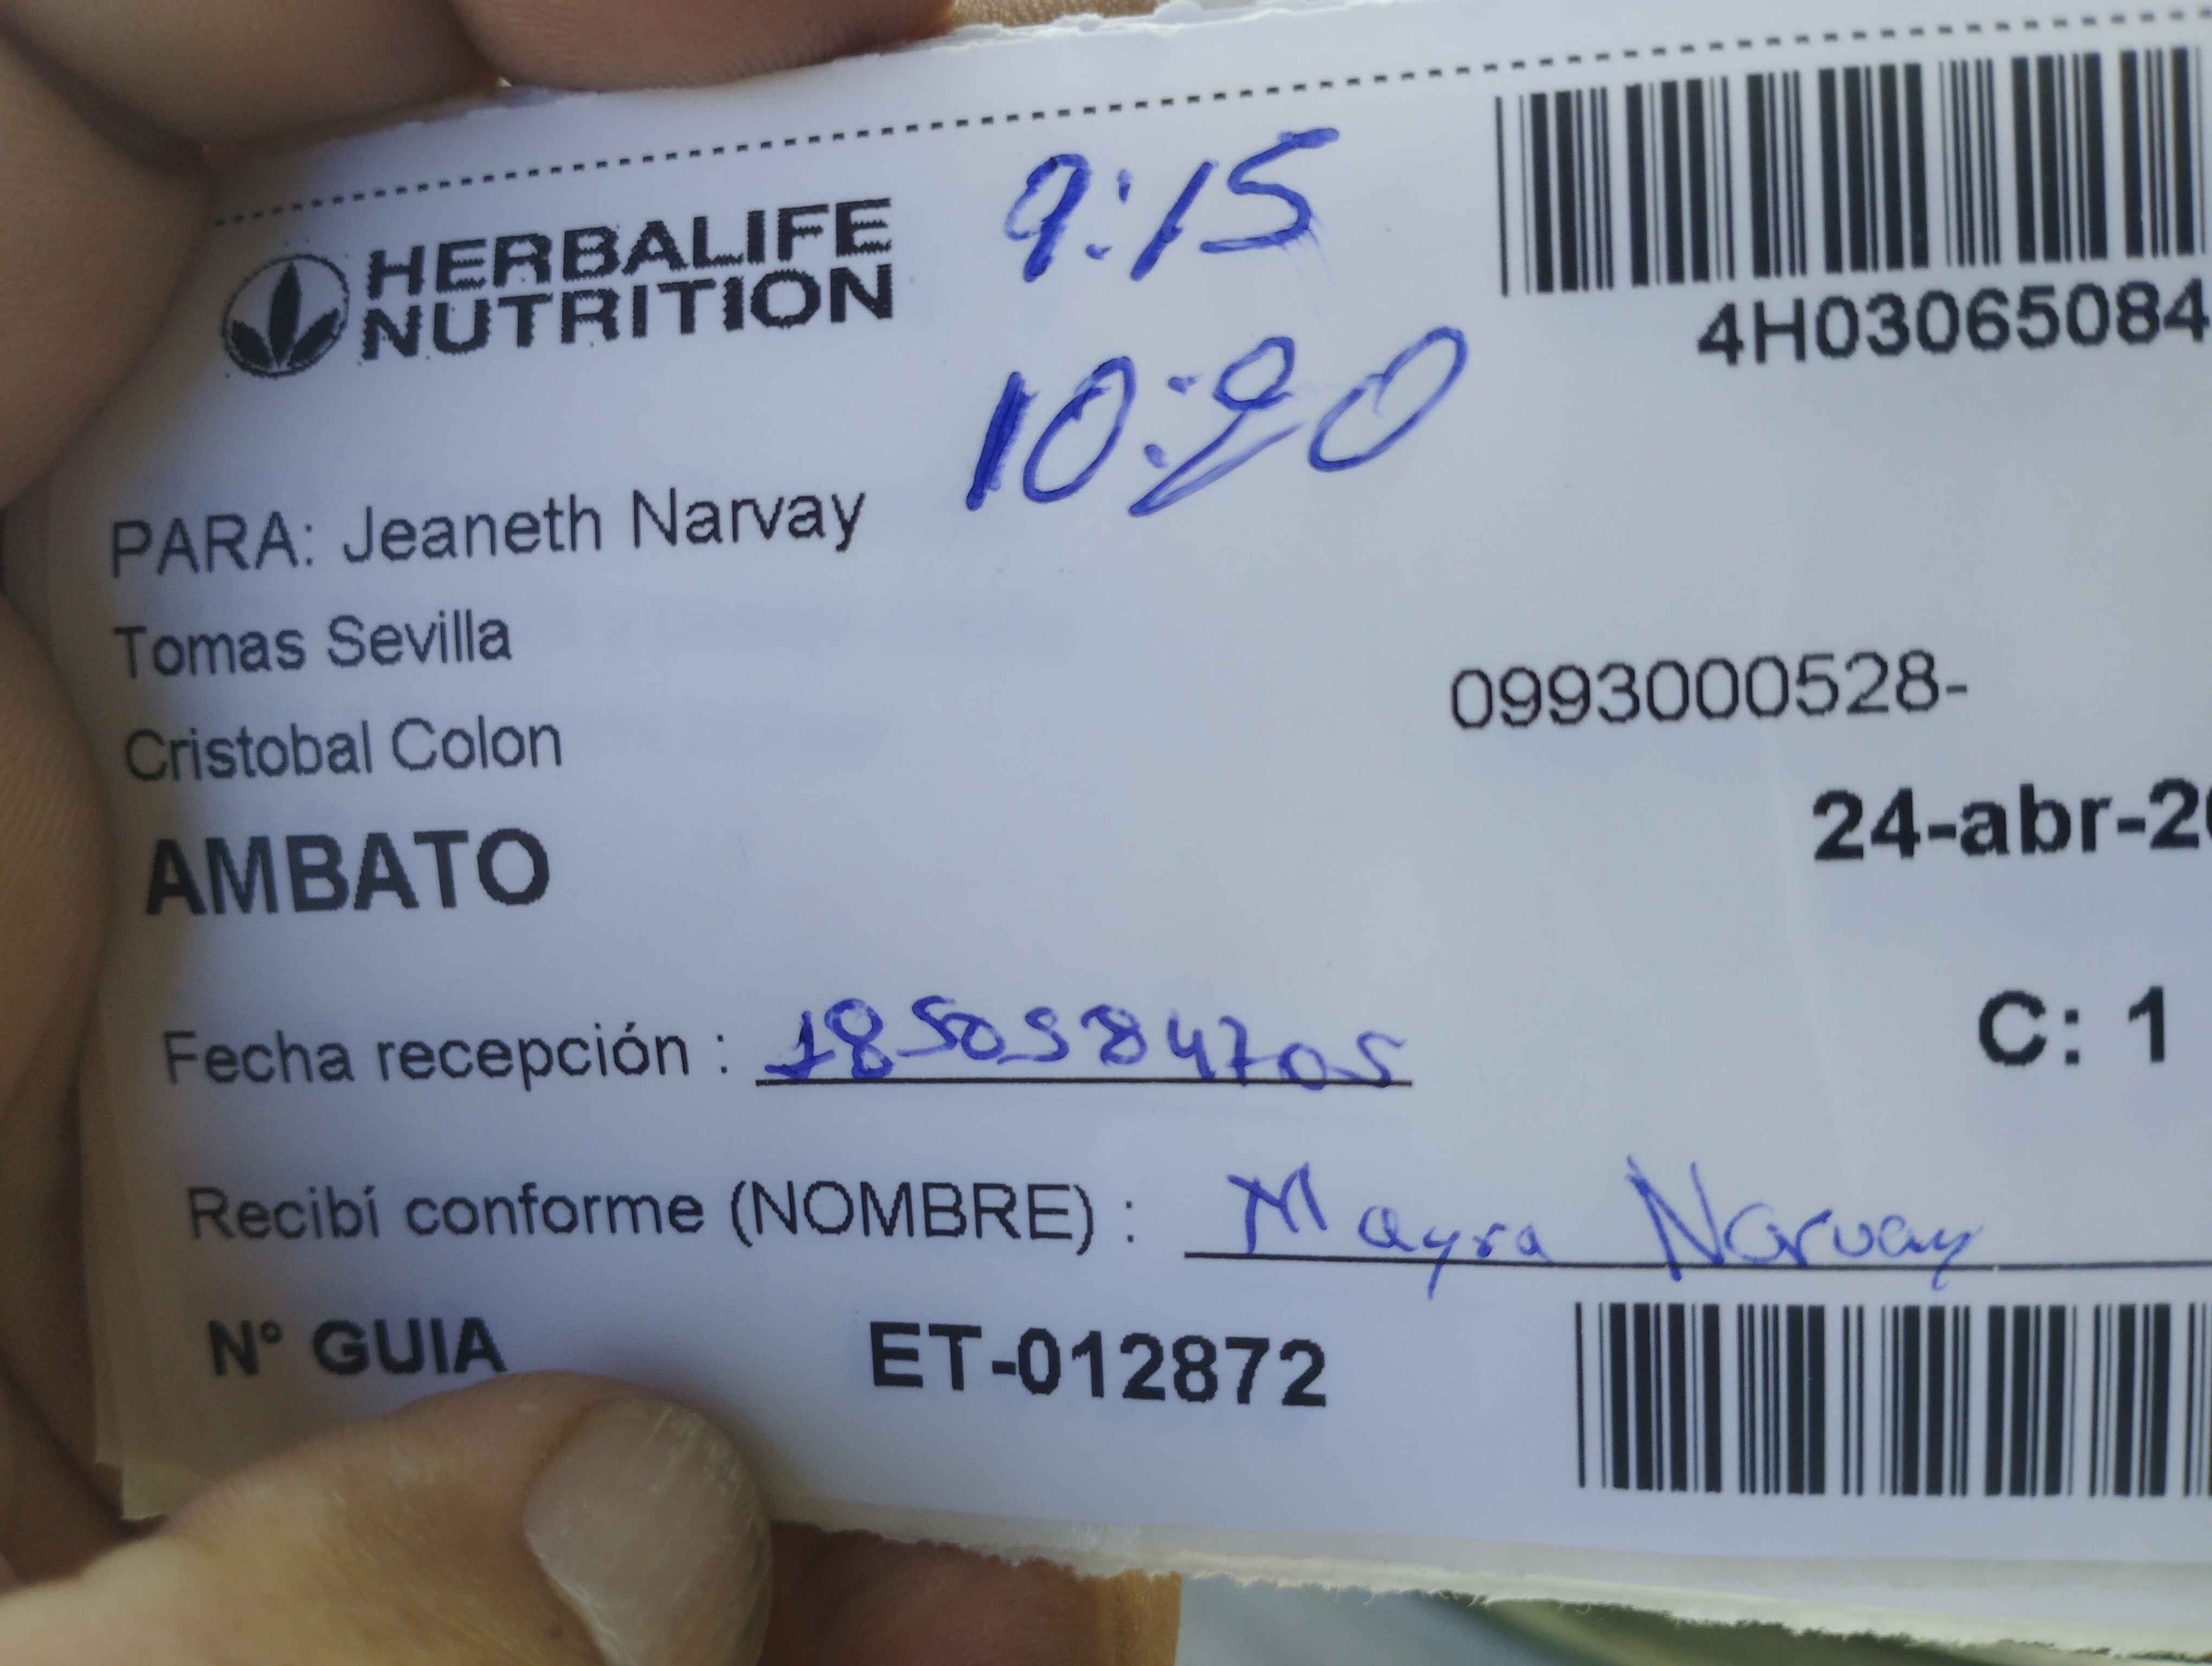 HERBALIFE
NUTRITION
9:15
10:20
4H03065084
PARA: Jeaneth Narvay
Tomas Sevilla
0993000528-
Cristobal Colon
24-abr-20
AMBATO
C: 1
Fecha recepción : 1850584705
Recibí conforme (NOMBRE) : Mayra Narvay
N° GUIA ET-012872